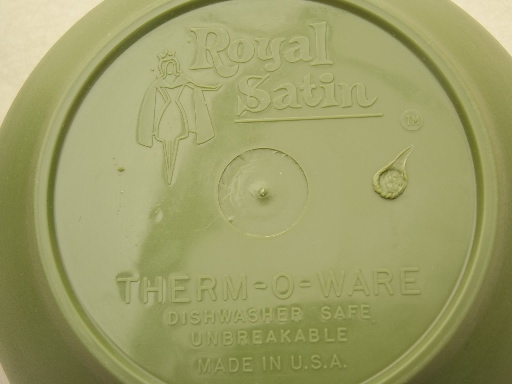 Royal
Satin
TM
THERM-O-WARE
DISHWASHER SAFE
UNBREAKABLE
MADE IN U.S.A.